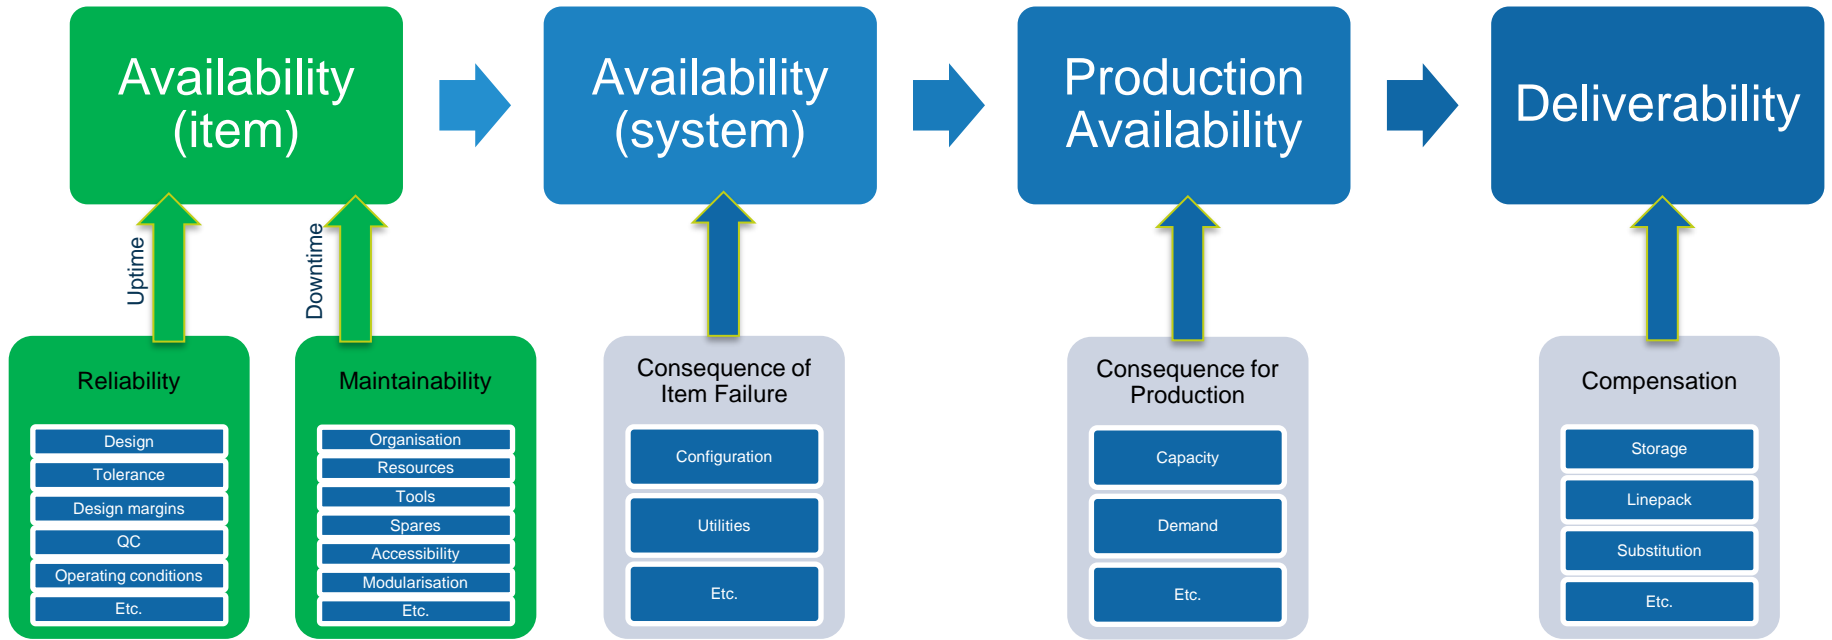 Availability
(item)
Availability
(system)
Production
Availability
Deliverability
Uptime
Downtime
Reliability
Design
Tolerance
Design margins
QC
Operating conditions
Etc.
Maintainability
Organisation
Resources
Tools
Spares
Accessibility
Modularisation
Etc.
Consequence of
Item Failure
Configuration
Utilities
Etc.
Consequence for
Production
Capacity
Demand
Etc.
Compensation
Storage
Linepack
Substitution
Etc.